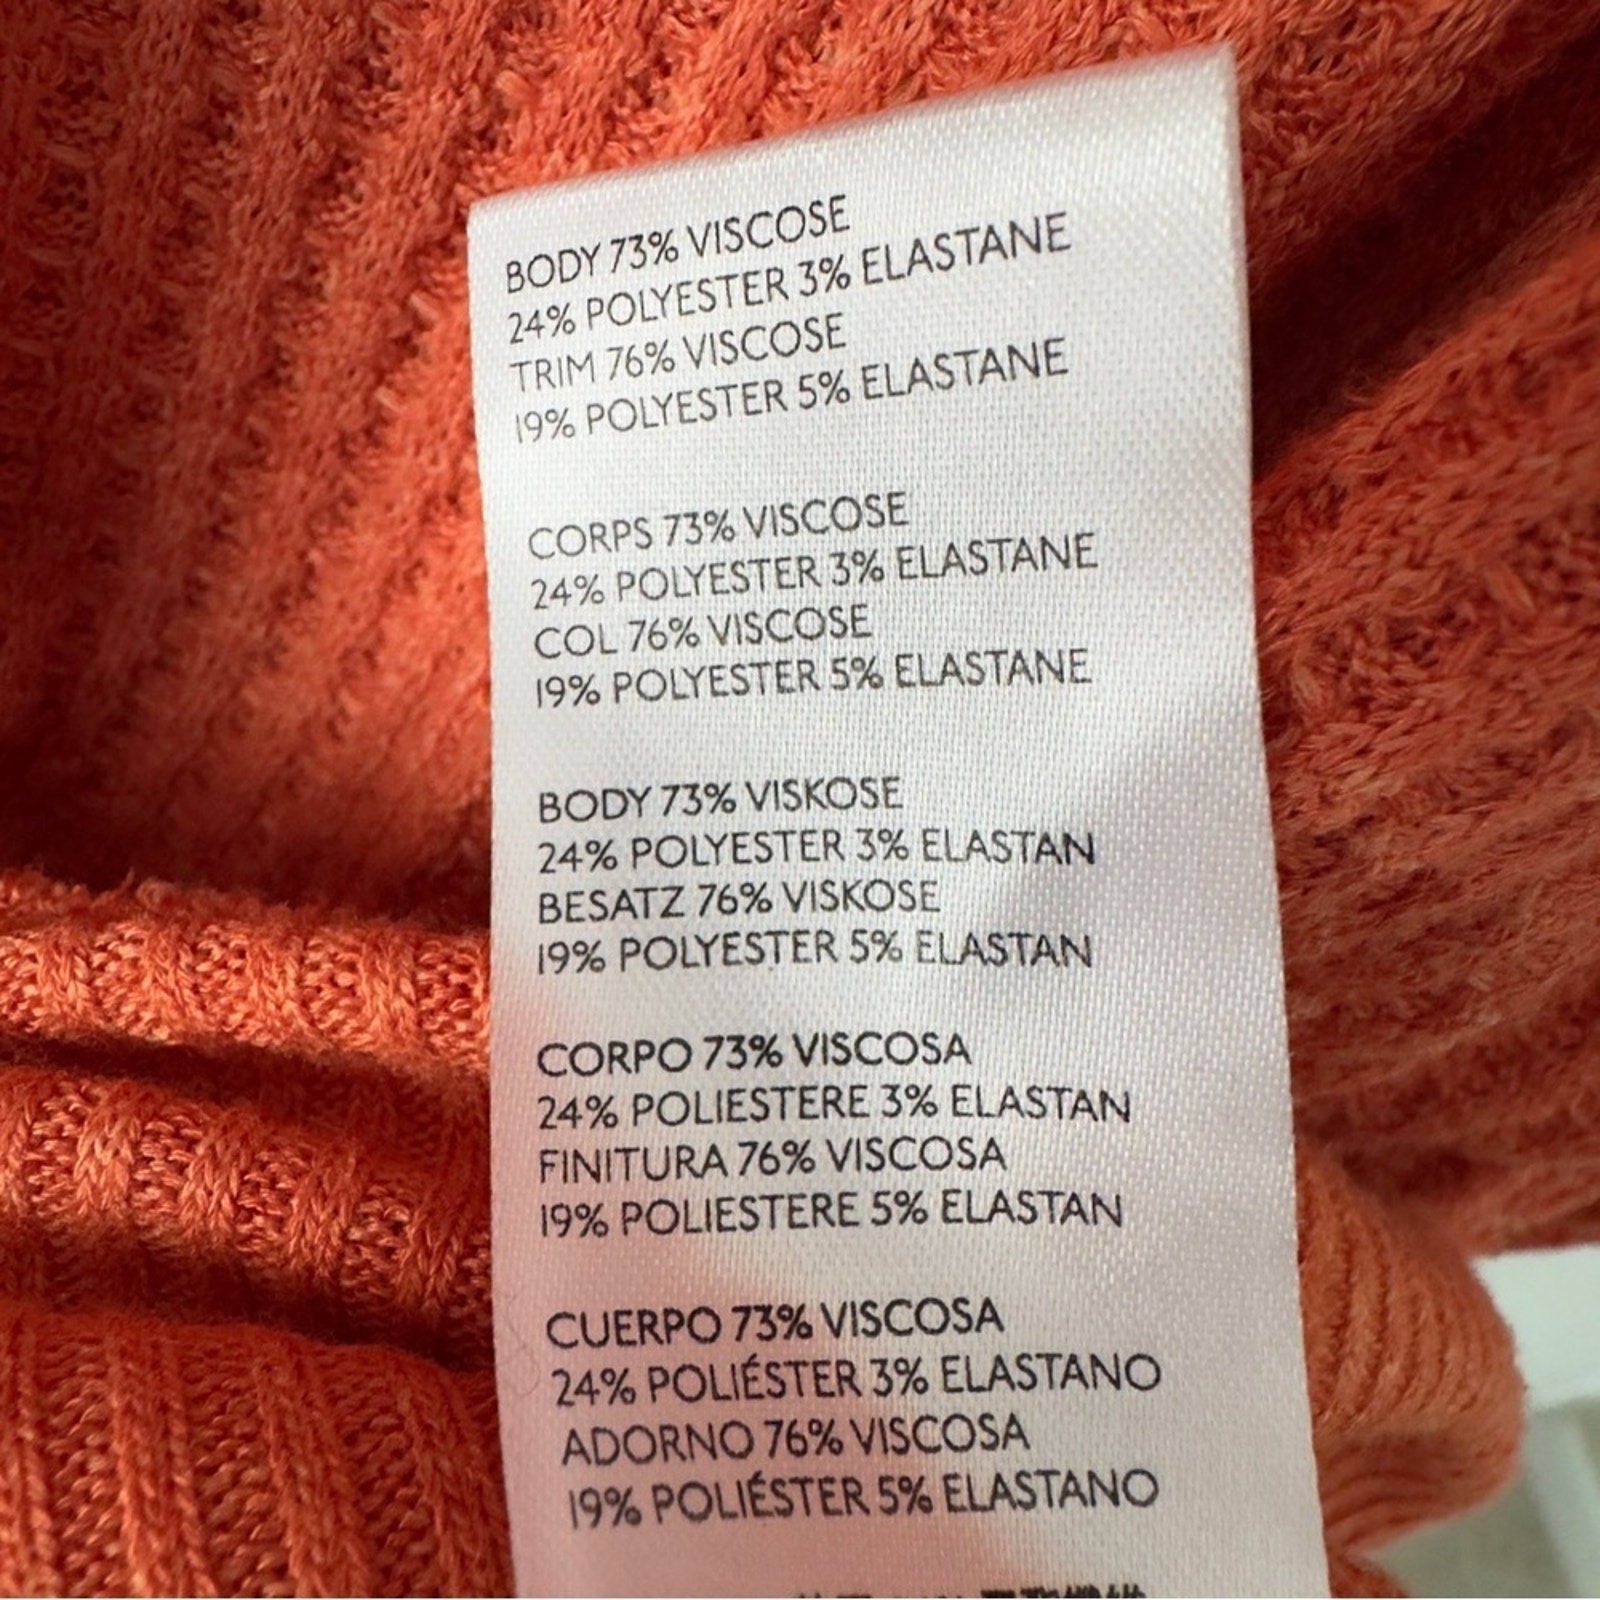 BODY 73% VISCOSE
24% POLYESTER 3% ELASTANE
TRIM 76% VISCOSE
19% POLYESTER 5% ELASTANE
CORPS 73% VISCOSE
24% POLYESTER 3% ELASTANE
COL 76% VISCOSE
19% POLYESTER 5% ELASTANE
BODY 73% VISKOSE
24% POLYESTER 3% ELASTAN
BESATZ 76% VISKOSE
19% POLYESTER 5% ELASTAN
CORPO 73% VISCOSA
24% POLIESTERE 3% ELASTAN
FINITURA 76% VISCOSA
19% POLIESTERE 5% ELASTAN
CUERPO 73% VISCOSA
24% POLIÉSTER 3% ELASTANO
ADORNO 76% VISCOSA
19% POLIÉSTER 5% ELASTANO